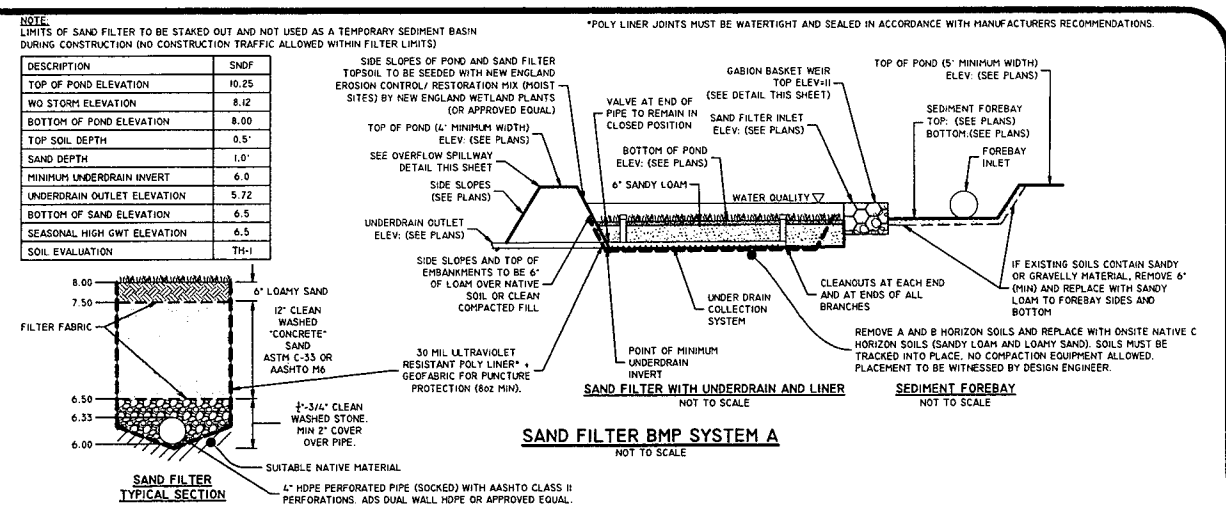 NOTE:
LIMITS OF SAND FILTER TO BE STAKED OUT AND NOT USED AS A TEMPORARY SEDIMENT BASIN
DURING CONSTRUCTION (NO CONSTRUCTION TRAFFIC ALLOWED WITHIN FILTER LIMITS)
*POLY LINER JOINTS MUST BE WATERTIGHT AND SEALED IN ACCORDANCE WITH MANUFACTURERS RECOMMENDATIONS.
DESCRIPTION SNDF
TOP OF POND ELEVATION 10.25
WQ STORM ELEVATION 8.12
BOTTOM OF POND ELEVATION 8.00
TOP SOIL DEPTH 0.5'
SAND DEPTH 1.0'
MINIMUM UNDERDRAIN INVERT 6.0
UNDERDRAIN OUTLET ELEVATION 5.72
BOTTOM OF SAND ELEVATION 6.5
SEASONAL HIGH GWT ELEVATION 6.5
SOIL EVALUATION TH-1
8.00
7.50
6.50
6.33
6.00
FILTER FABRIC
6" LOAMY SAND
12" CLEAN
WASHED
"CONCRETE"
SAND
ASTM C-33 OR
AASHTO M6
-3/4" CLEAN
WASHED STONE.
MIN 2" COVER
OVER PIPE.
SUITABLE NATIVE MATERIAL
4" HDPE PERFORATED PIPE (SOCKED) WITH AASHTO CLASS II
PERFORATIONS. ADS DUAL WALL HDPE OR APPROVED EQUAL.
SAND FILTER
TYPICAL SECTION
SIDE SLOPES OF POND AND SAND FILTER
TOPSOIL TO BE SEEDED WITH NEW ENGLAND
EROSION CONTROL/ RESTORATION MIX (MOIST
SITES) BY NEW ENGLAND WETLAND PLANTS
(OR APPROVED EQUAL)
TOP OF POND (4' MINIMUM WIDTH)
ELEV: (SEE PLANS)
SEE OVERFLOW SPILLWAY
DETAIL THIS SHEET
SIDE SLOPES
(SEE PLANS)
UNDERDRAIN OUTLET
ELEV: (SEE PLANS)
SIDE SLOPES AND TOP OF
EMBANKMENTS TO BE 6"
OF LOAM OVER NATIVE
SOIL OR CLEAN
COMPACTED FILL
30 MIL ULTRAVIOLET
RESISTANT POLY LINER* +
GEOFABRIC FOR PUNCTURE
PROTECTION (8oz MIN).
VALVE AT END OF
PIPE TO REMAIN IN
CLOSED POSITION
BOTTOM OF POND
ELEV: (SEE PLANS)
6" SANDY LOAM
WATER QUALITY
GABION BASKET WEIR
TOP ELEV=11
(SEE DETAIL THIS SHEET)
SAND FILTER INLET
ELEV: (SEE PLANS)
UNDER DRAIN
COLLECTION
SYSTEM
POINT OF MINIMUM
UNDERDRAIN
INVERT
CLEANOUTS AT EACH END
AND AT ENDS OF ALL
BRANCHES
TOP OF POND (5' MINIMUM WIDTH)
ELEV: (SEE PLANS)
SEDIMENT FOREBAY
TOP: (SEE PLANS)
BOTTOM:(SEE PLANS)
FOREBAY
INLET
IF EXISTING SOILS CONTAIN SANDY
OR GRAVELLY MATERIAL, REMOVE 6"
(MIN) AND REPLACE WITH SANDY
LOAM TO FOREBAY SIDES AND
BOTTOM
REMOVE A AND B HORIZON SOILS AND REPLACE WITH ONSITE NATIVE C
HORIZON SOILS (SANDY LOAM AND LOAMY SAND). SOILS MUST BE
TRACKED INTO PLACE, NO COMPACTION EQUIPMENT ALLOWED.
PLACEMENT TO BE WITNESSED BY DESIGN ENGINEER.
SAND FILTER WITH UNDERDRAIN AND LINER
NOT TO SCALE
SEDIMENT FOREBAY
NOT TO SCALE
SAND FILTER BMP SYSTEM A
NOT TO SCALE